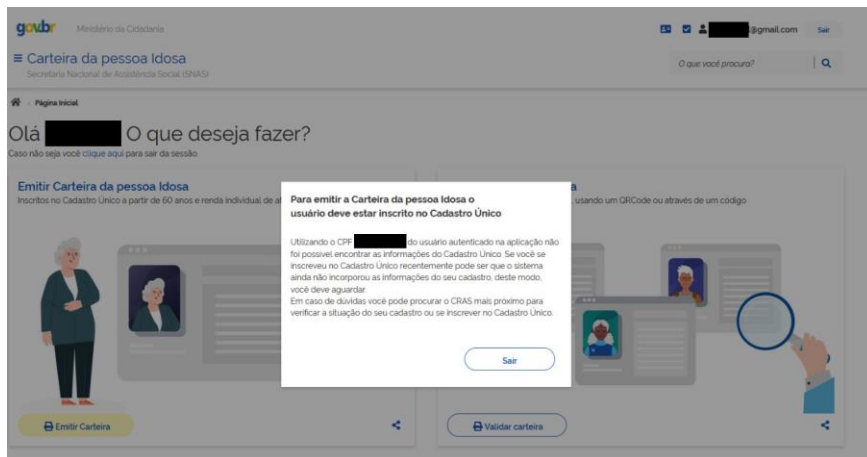 gov.br Ministério da Cidadania
@gmail.com Sair
Carteira da pessoa Idosa
Secretaria Nacional de Assistência Social (SNAS)
O que você procura?
Página Inicial
Olá O que deseja fazer?
Caso não seja você clique aqui para sair da sessão
Emitir Carteira da pessoa Idosa
Inscritos no Cadastro Único a partir de 60 anos e renda individual de
usando um QRCode ou através de um código
Para emitir a Carteira da pessoa Idosa o
usuário deve estar inscrito no Cadastro Único
Utilizando o CPF do usuário autenticado na aplicação não
foi possível encontrar as informações do Cadastro Único. Se você se
inscreveu no Cadastro Único recentemente pode ser que o sistema
ainda não incorporou as informações do seu cadastro, deste modo,
você deve aguardar.
Em caso de dúvidas você pode procurar o CRAS mais próximo para
verificar a situação do seu cadastro ou se inscrever no Cadastro Único.
Sair
Emitir Carteira
Validar carteira